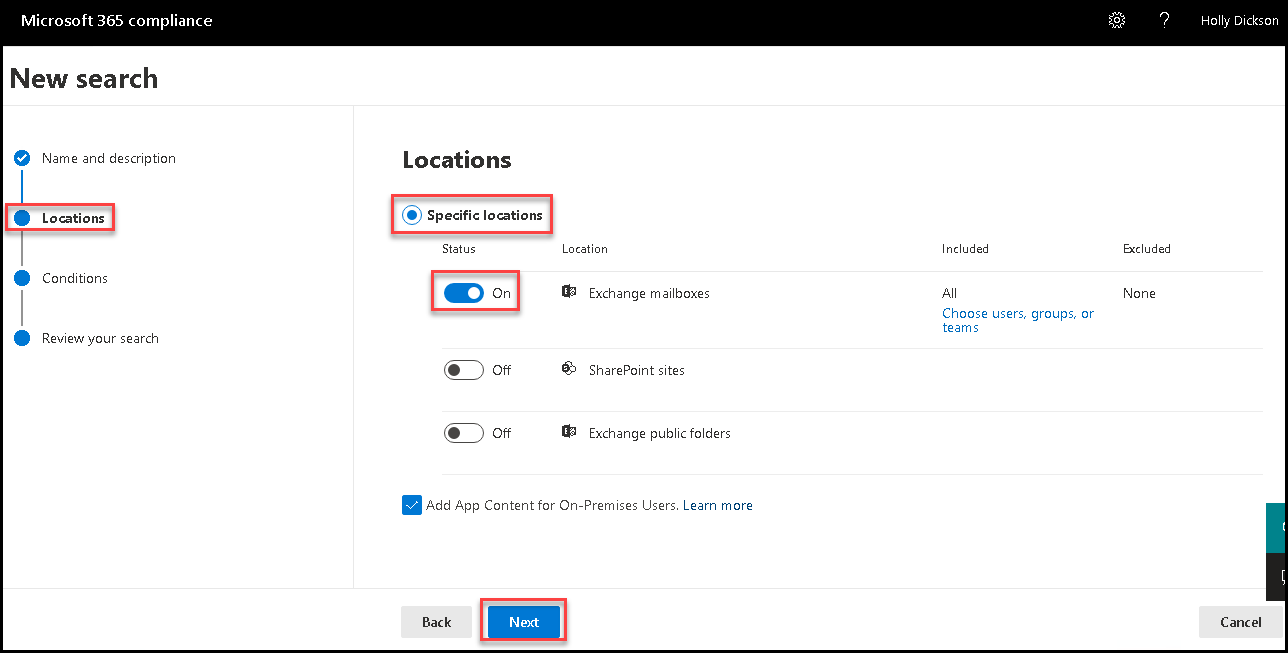 Microsoft 365 compliance
? Holly Dickson
New search
Name and description
Locations
Conditions
Review your search
Locations
Specific locations
Status Location Included Excluded
On Exchange mailboxes All None
Choose users, groups, or
teams
Off SharePoint sites
Off Exchange public folders
Add App Content for On-Premises Users. Learn more
Back Next Cancel